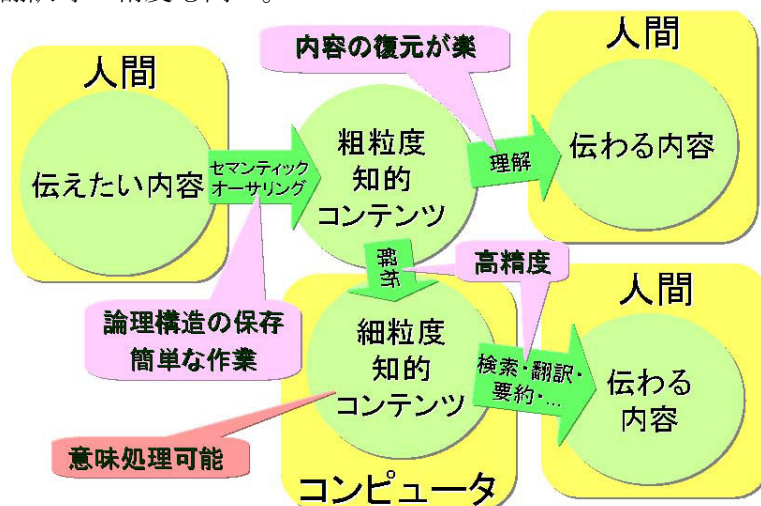 内容の復元が楽
人間
人間
伝えたい内容
セマンティック
オーサリング
粗粒度
知的
コンテンツ
理解
伝わる内容
解析
高精度
論理構造の保存
簡単な作業
細粒度
知的
コンテンツ
検索・翻訳・
要約・...
人間
伝わる
内容
意味処理可能
コンピュータ